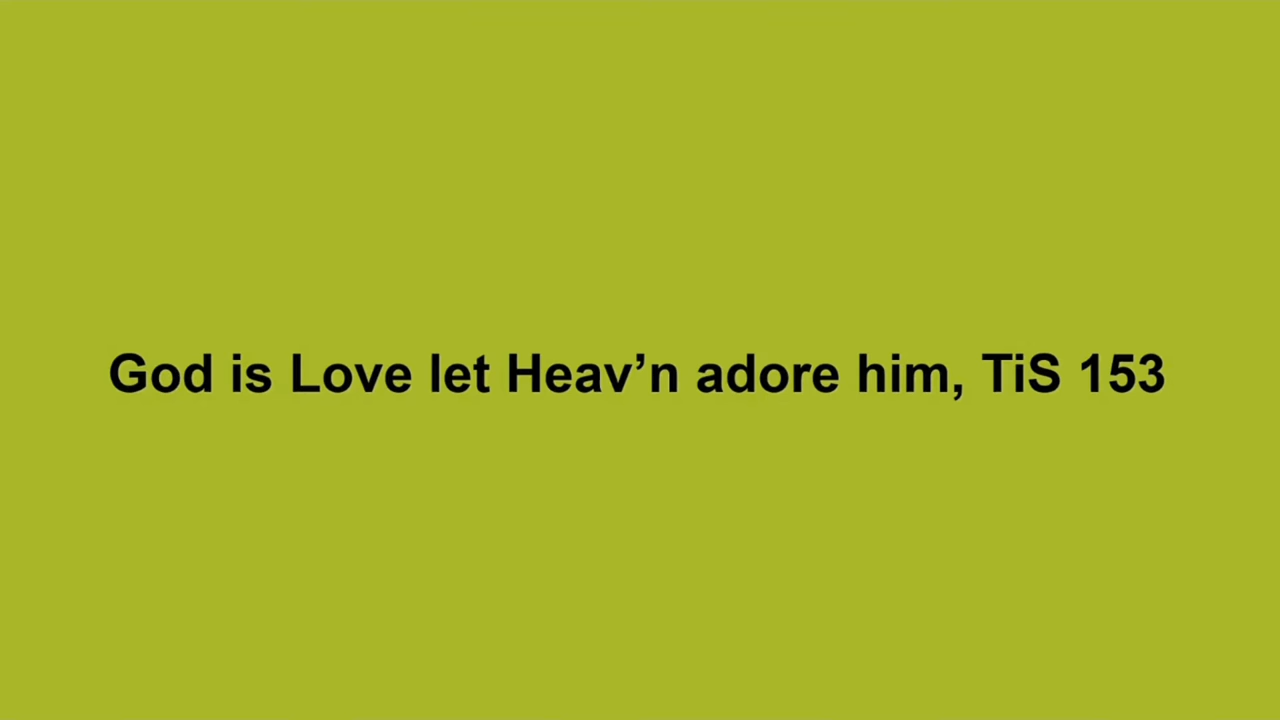 God is Love let Heav’n adore him, TiS 153